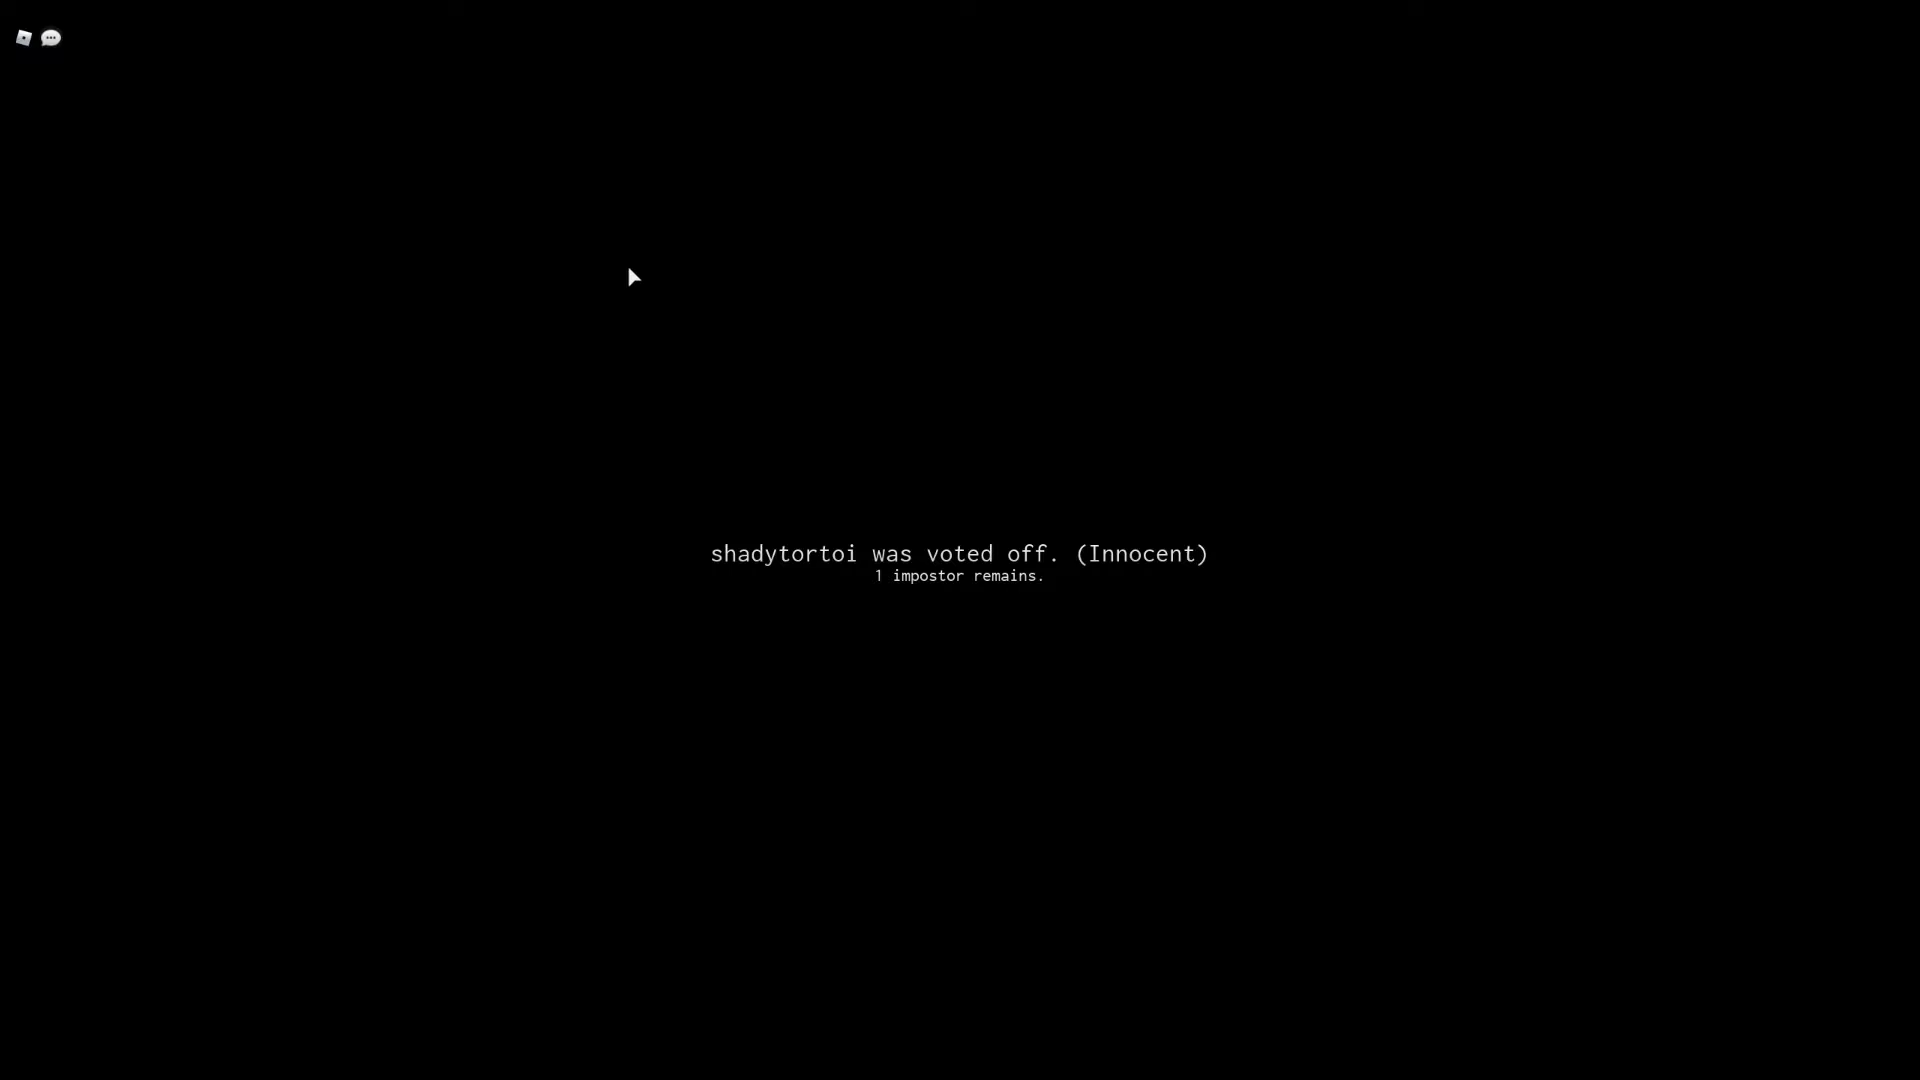 shadytortoi was voted off. (Innocent)
1 impostor remains.